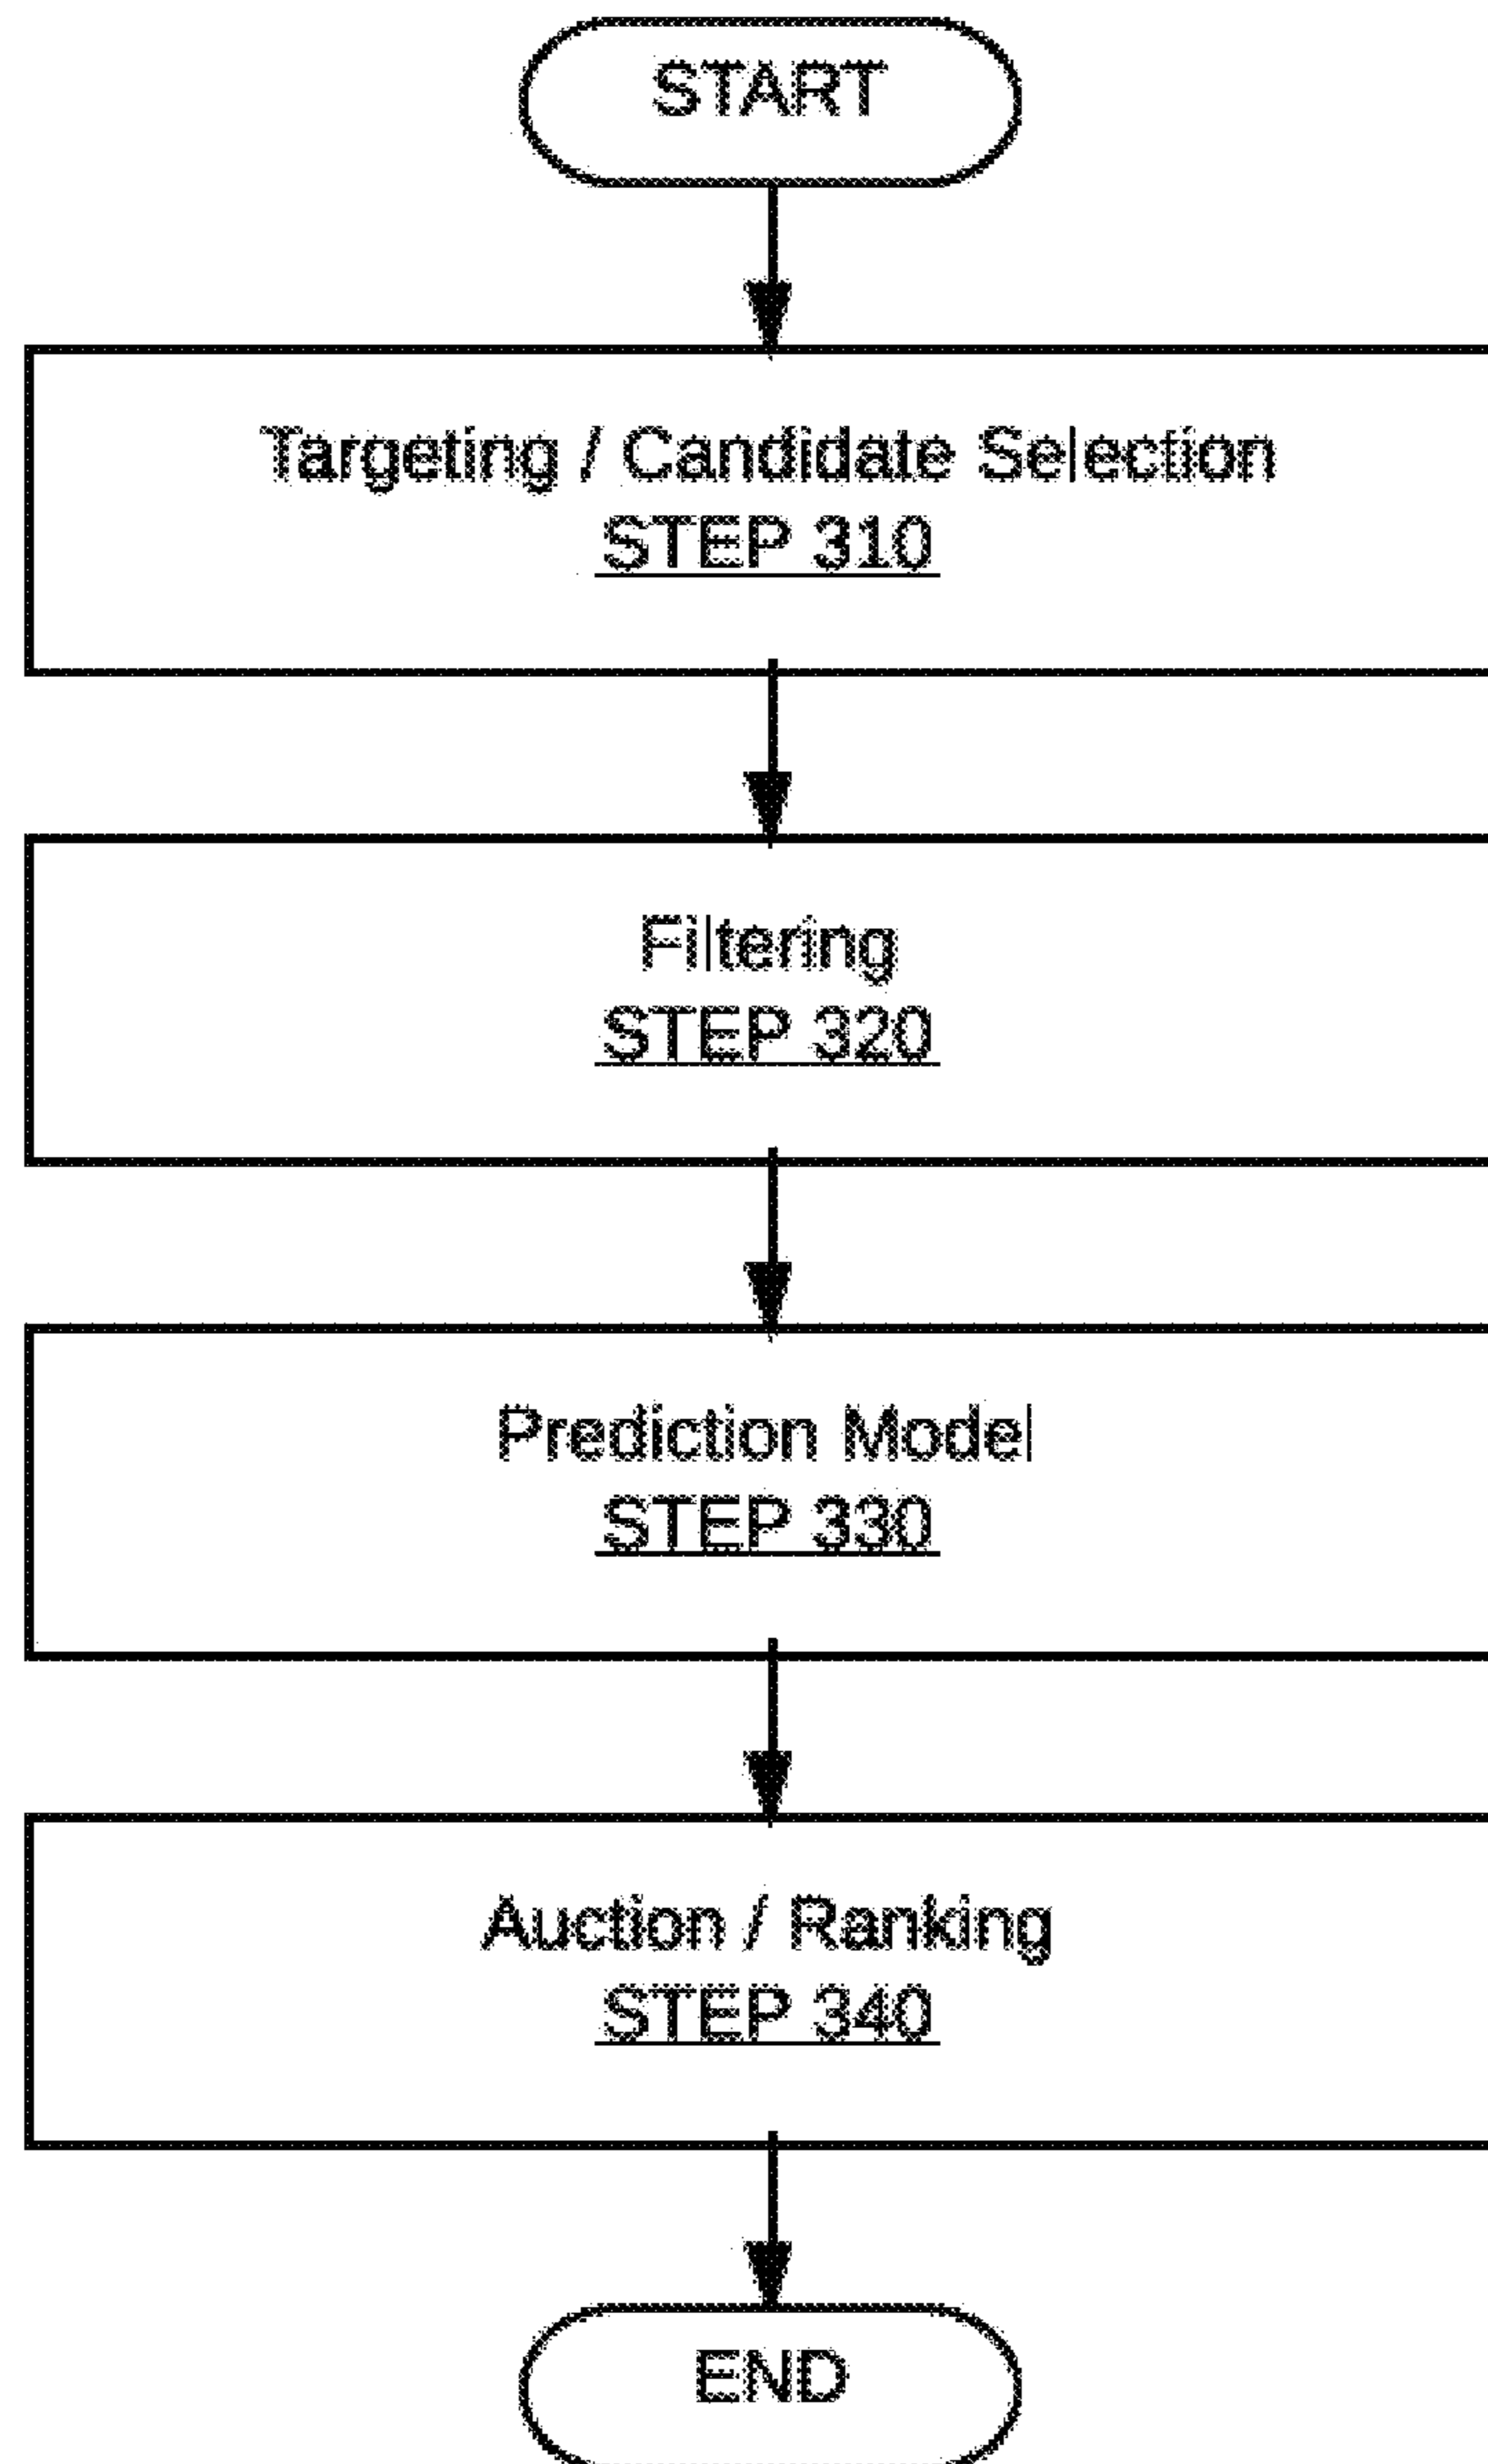 START
Targeting / Candidate Selection
STEP 310
Filtering
STEP 320
Prediction Model
STEP 330
Auction / Ranking
STEP 340
END